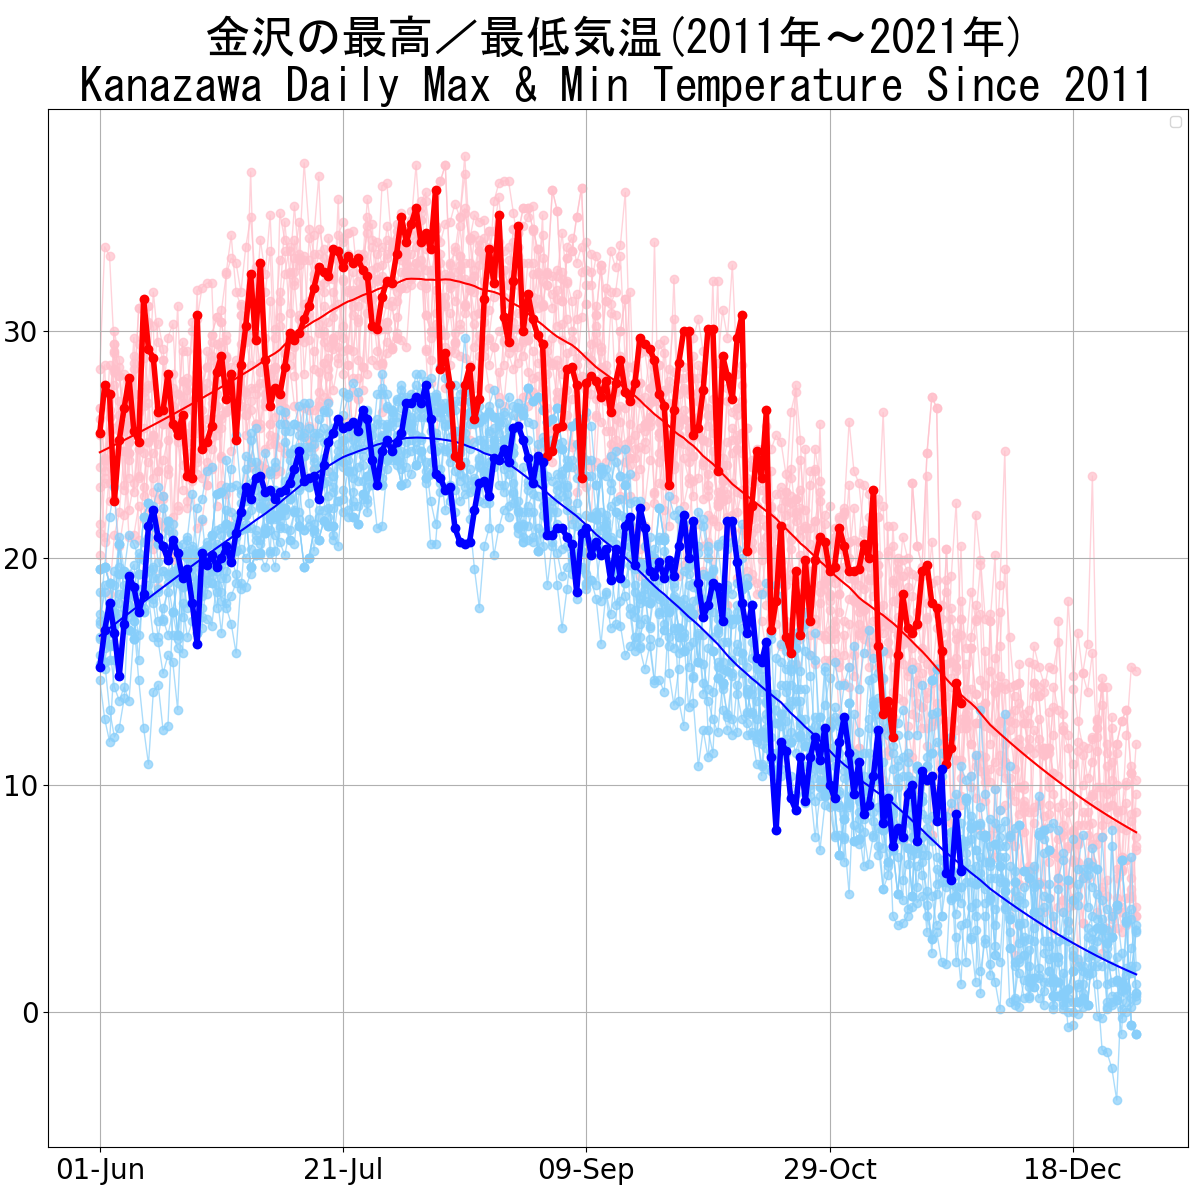 金沢の最高／最低気温(2011年～2021年)
Kanazawa Daily Max & Min Temperature Since 2011
30
20
10
0
01-Jun 21-Jul 09-Sep 29-Oct 18-Dec